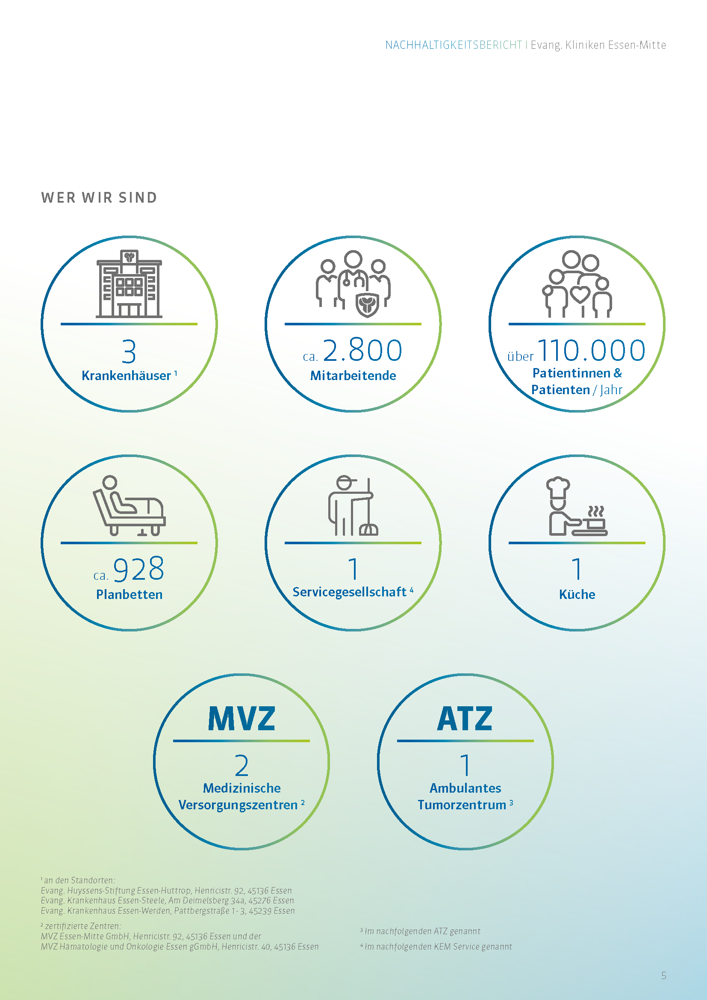 NACHHALTIGKEITSBERICHT | Evang. Kliniken Essen-Mitte
WER WIR SIND
3
Krankenhäuser ¹
ca. 2.800
Mitarbeitende
über 110.000
Patientinnen &
Patienten / Jahr
ca. 928
Planbetten
1
Servicegesellschaft ⁴
1
Küche
MVZ
2
Medizinische
Versorgungszentren ²
ATZ
1
Ambulantes
Tumorzentrum ³
¹ an den Standorten:
Evang. Huyssens-Stiftung Essen-Huttrop, Henricistr. 92, 45136 Essen
Evang. Krankenhaus Essen-Steele, Am Deimelsberg 34a, 45276 Essen
Evang. Krankenhaus Essen-Werden, Pattbergstraße 1 - 3, 45239 Essen
² zertifizierte Zentren:
MVZ Essen-Mitte GmbH, Henricistr. 92, 45136 Essen und der
MVZ Hämatologie und Onkologie Essen gGmbH, Henricistr. 40, 45136 Essen
³ Im nachfolgenden ATZ genannt
⁴ Im nachfolgenden KEM Service genannt
5